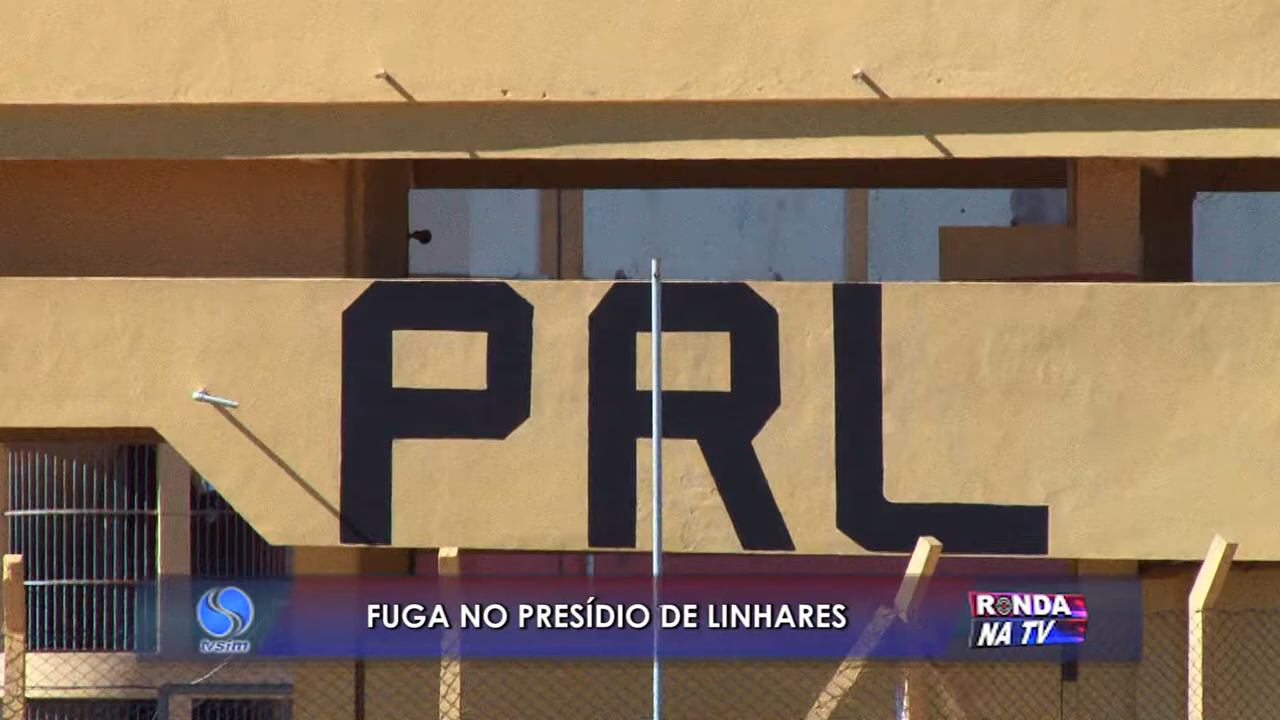 PRL
tvsim
FUGA NO PRESÍDIO DE LINHARES
RONDA
NA TV